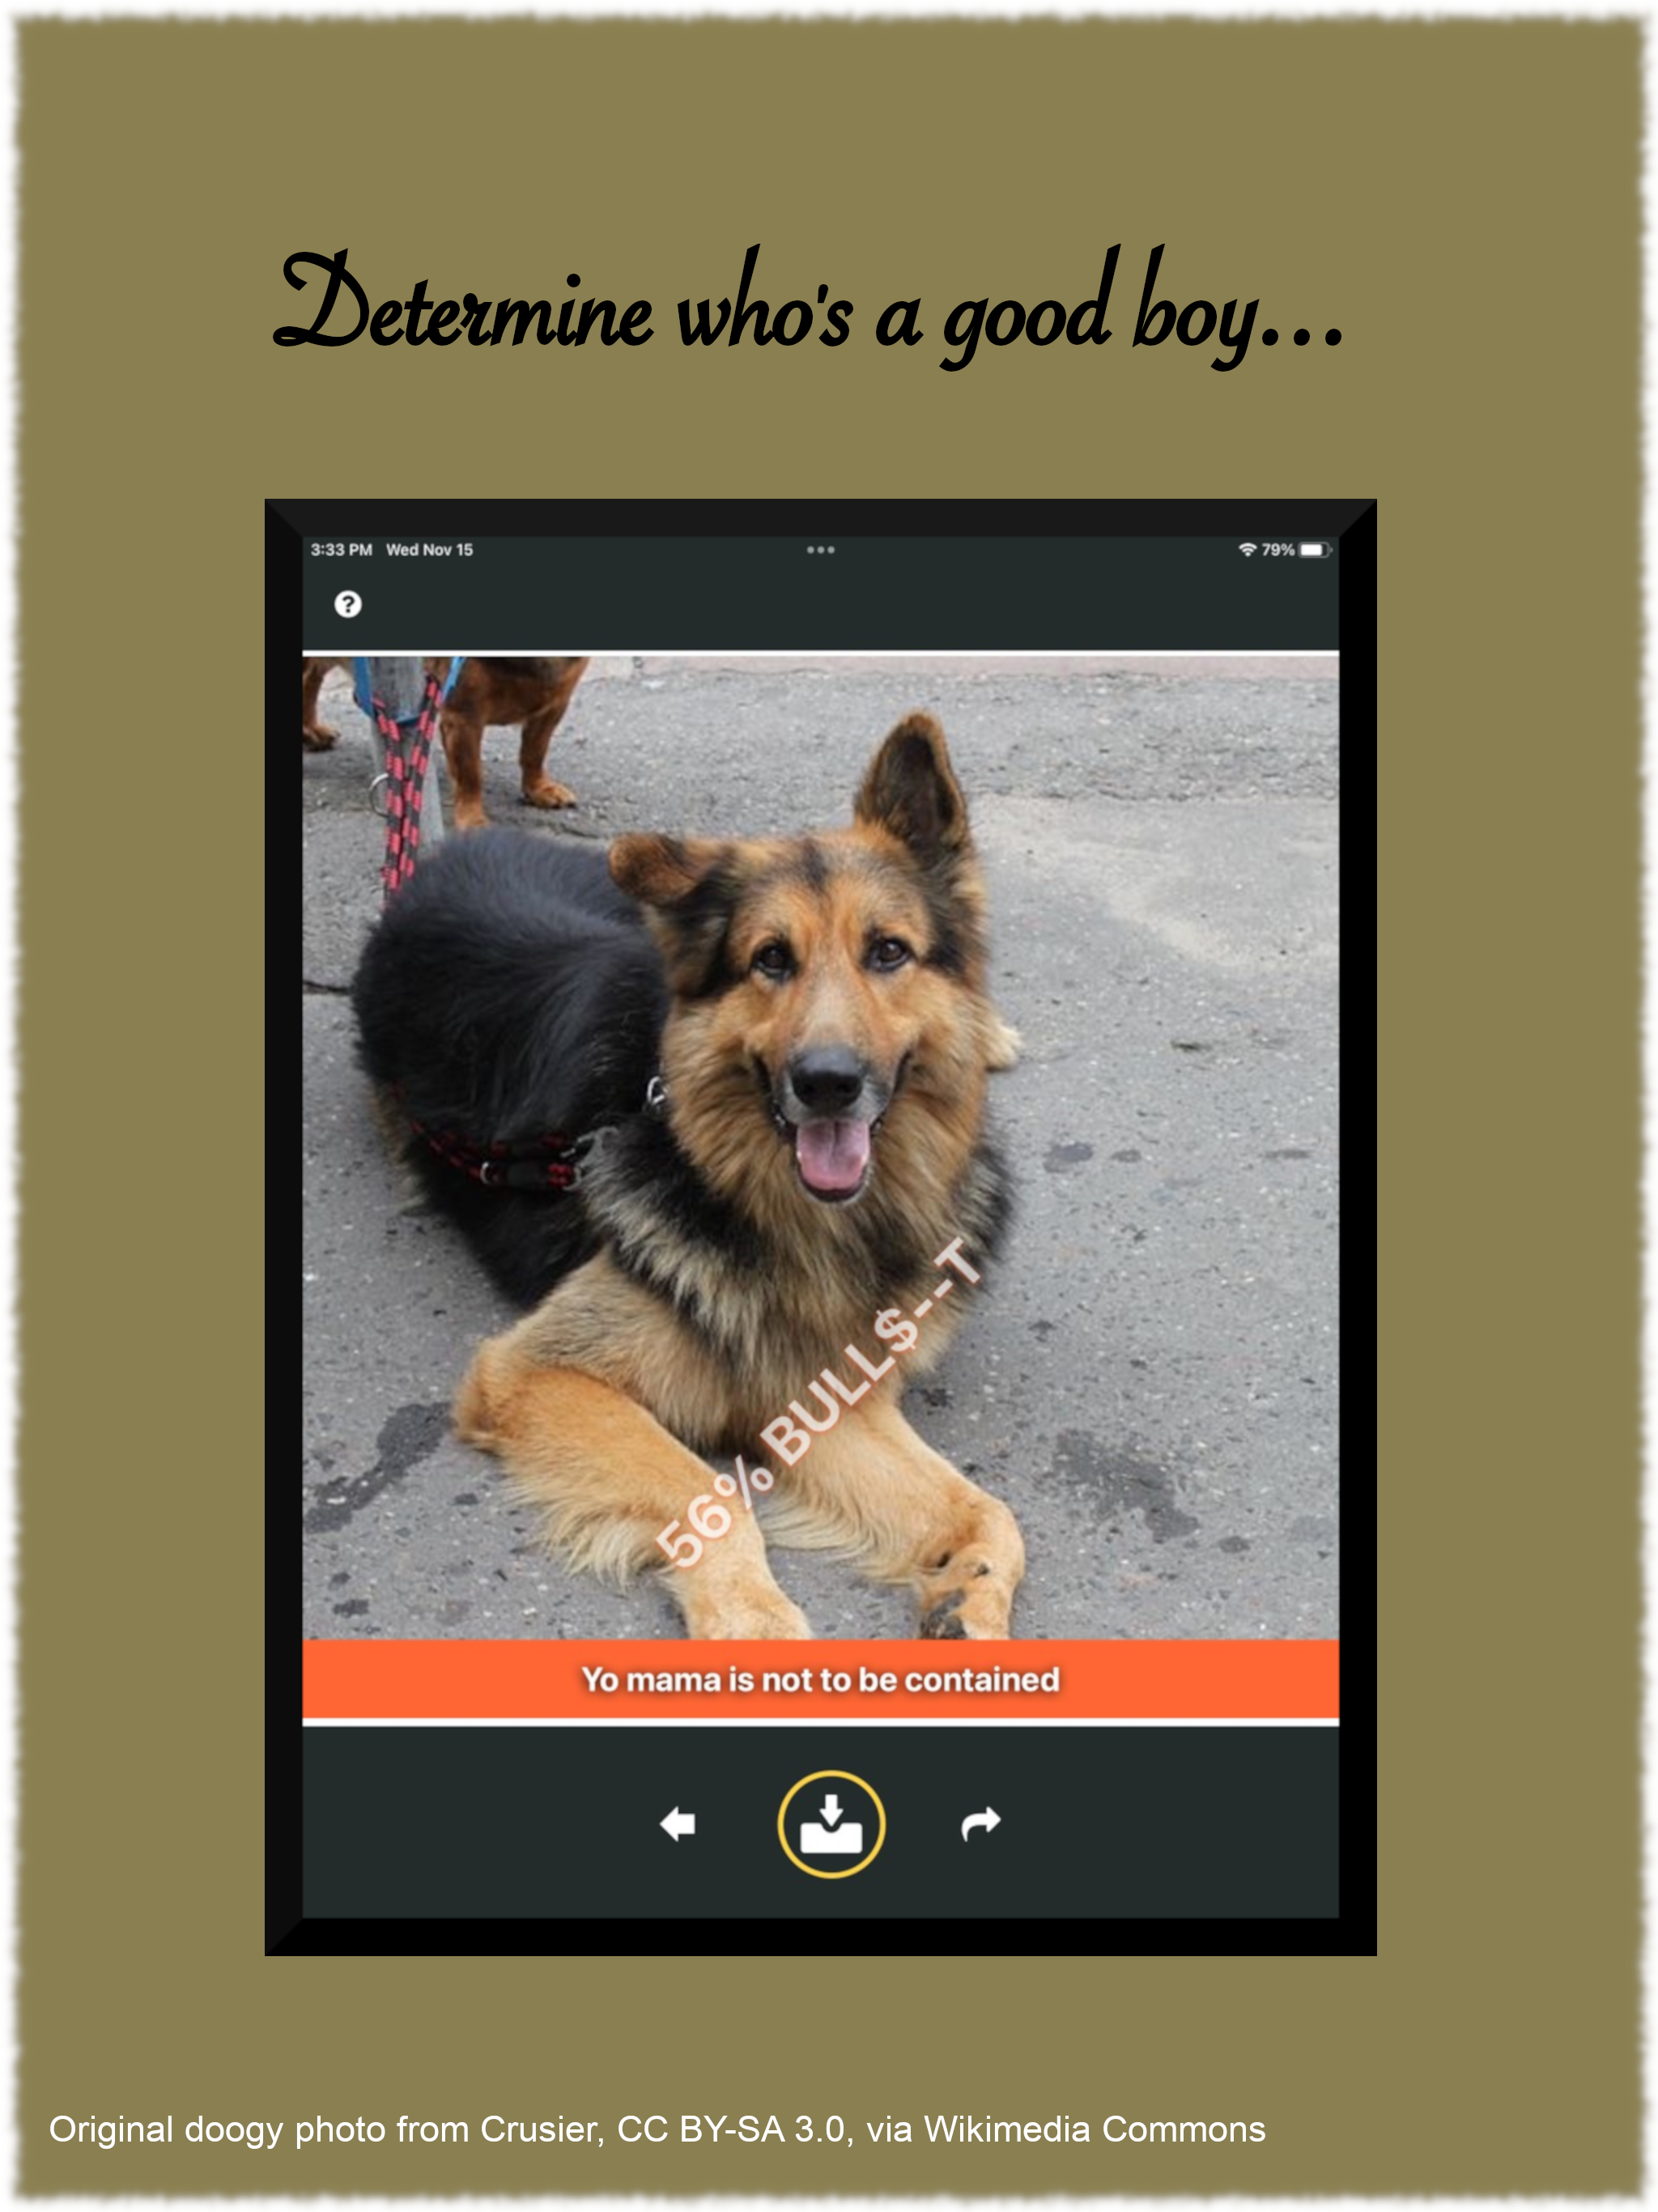 Determine who's a good boy...
3:33 PM Wed Nov 15
79%
?
56% BULL$--T
Yo mama is not to be contained
Original doogy photo from Crusier, CC BY-SA 3.0, via Wikimedia Commons